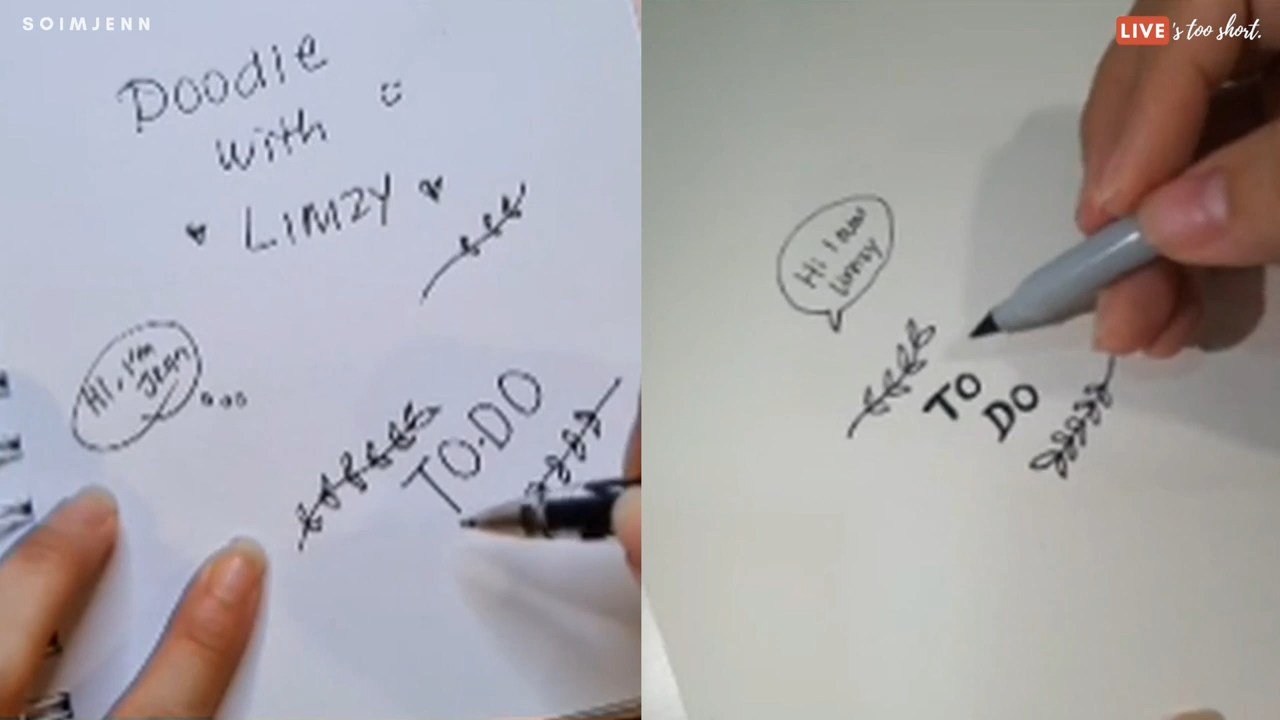 SOIMJENN
LIVE's too short.
Doodle
with
LIMZY
HI, I'm
Jenn
TO-DO
Hi I am
Limzy
TO
DO